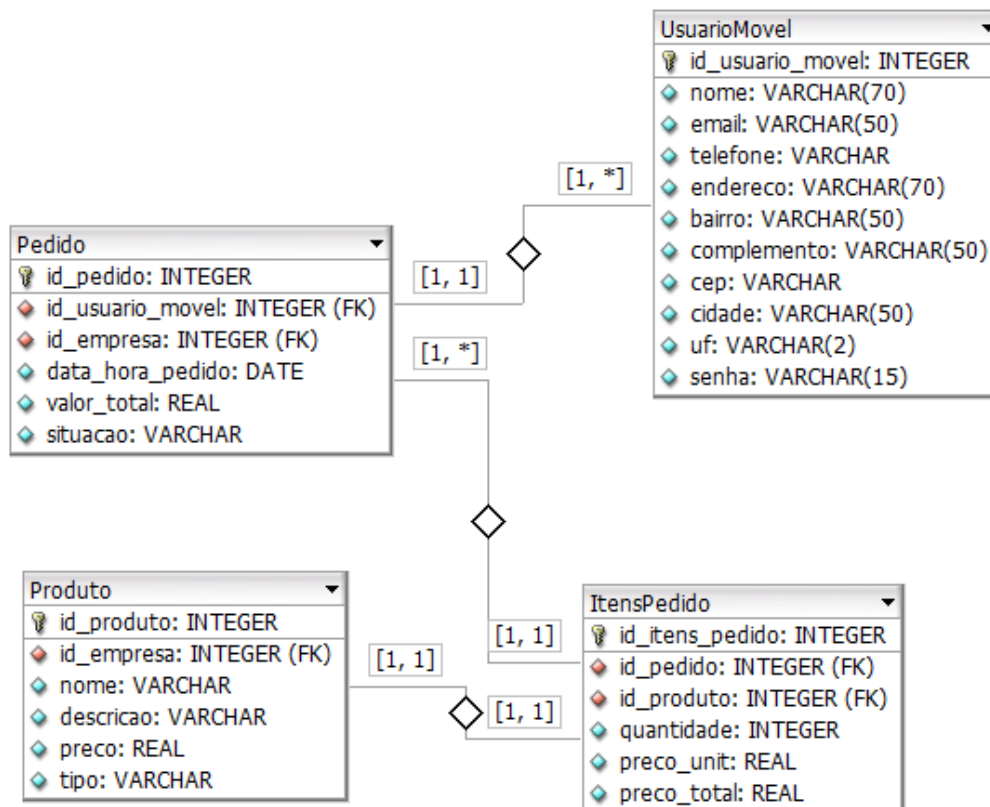 UsuarioMovel
id_usuario_movel: INTEGER
nome: VARCHAR(70)
email: VARCHAR(50)
telefone: VARCHAR
endereco: VARCHAR(70)
bairro: VARCHAR(50)
complemento: VARCHAR(50)
cep: VARCHAR
cidade: VARCHAR(50)
uf: VARCHAR(2)
senha: VARCHAR(15)
[1, *]
Pedido
id_pedido: INTEGER
id_usuario_movel: INTEGER (FK)
id_empresa: INTEGER (FK)
data_hora_pedido: DATE
valor_total: REAL
situacao: VARCHAR
[1, 1]
[1, *]
Produto
id_produto: INTEGER
id_empresa: INTEGER (FK)
nome: VARCHAR
descricao: VARCHAR
preco: REAL
tipo: VARCHAR
[1, 1]
[1, 1]
[1, 1]
ItensPedido
id_itens_pedido: INTEGER
id_pedido: INTEGER (FK)
id_produto: INTEGER (FK)
quantidade: INTEGER
preco_unit: REAL
preco_total: REAL